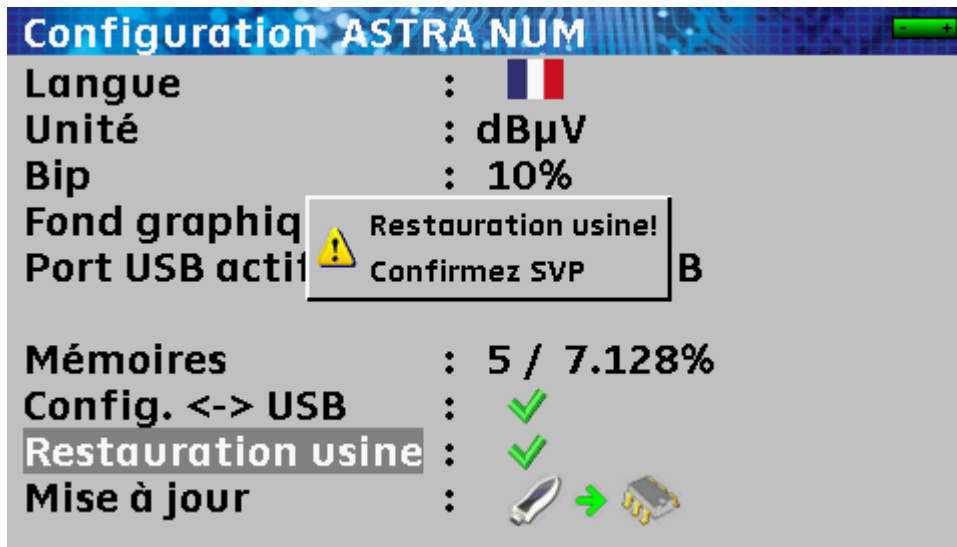 Configuration ASTRA NUM
Langue :
Unité : dBµV
Bip : 10%
Fond graphiq
Port USB actif B
Restauration usine!
Confirmez SVP
Mémoires : 5 / 7.128%
Config. <-> USB :
Restauration usine :
Mise à jour :